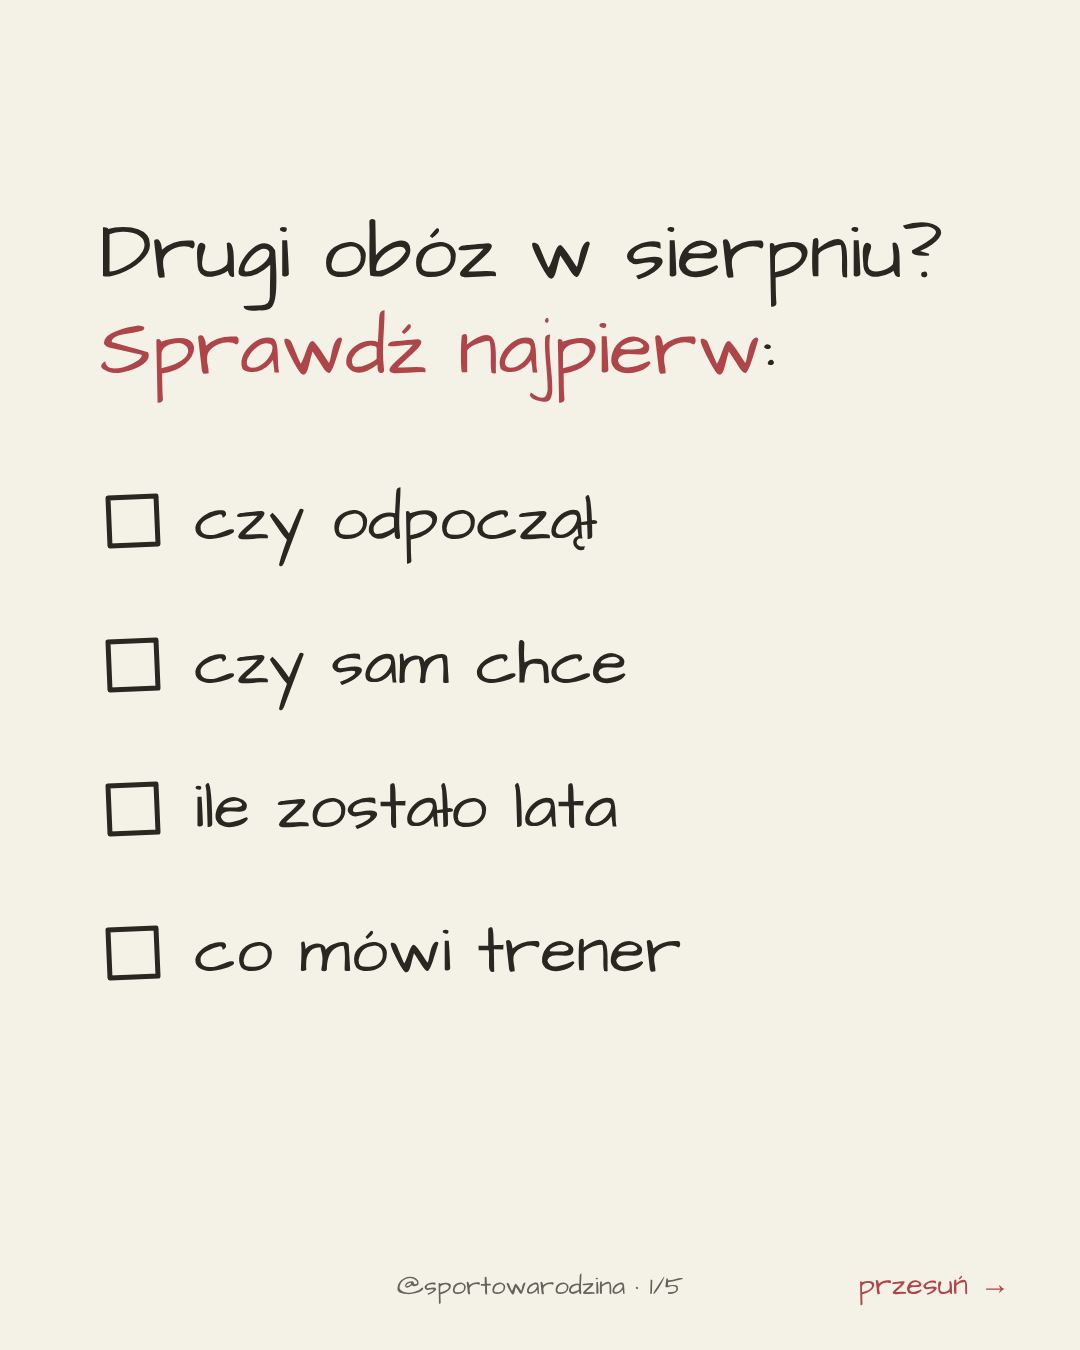 Drugi obóz w sierpniu?
Sprawdź najpierw:
czy odpoczął
czy sam chce
ile zostało lata
co mówi trener
@sportowarodzina · 1/5
przesuń →